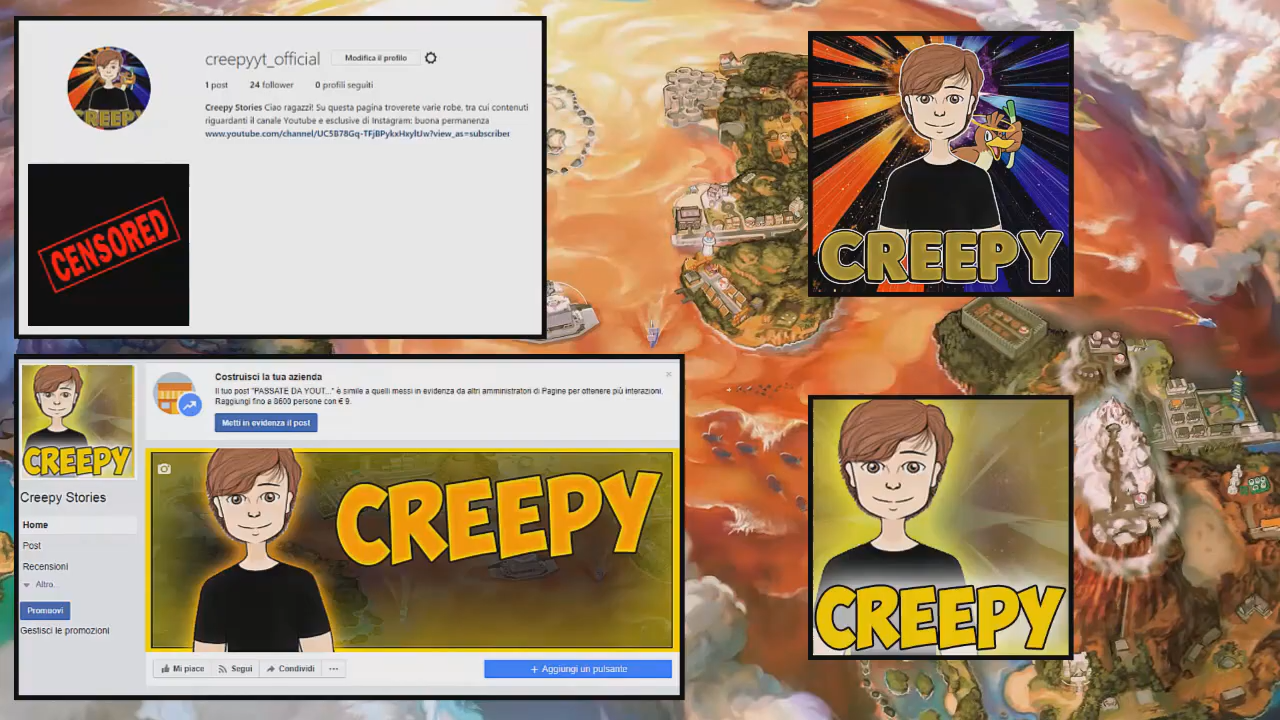 creepyyt_official Modifica il profilo
1 post 24 follower 0 profili seguiti
Creepy Stories Ciao ragazzi! Su questa pagina troverete varie robe, tra cui contenuti
riguardanti il canale Youtube e esclusive di Instagram: buona permanenza
www.youtube.com/channel/UC5B78Gq-TFjBPykxHxyltUw?view_as=subscriber
CREEPY
CENSORED
CREEPY
CREEPY
Creepy Stories
Home
Post
Recensioni
Altro...
Promuovi
Gestisci le promozioni
Costruisci la tua azienda
Il tuo post "PASSATE DA YOUT..." è simile a quelli messi in evidenza da altri amministratori di Pagine per ottenere più interazioni.
Raggiungi fino a 8600 persone con € 9.
Metti in evidenza il post
CREEPY
Mi piace Segui Condividi ...
+ Aggiungi un pulsante
CREEPY